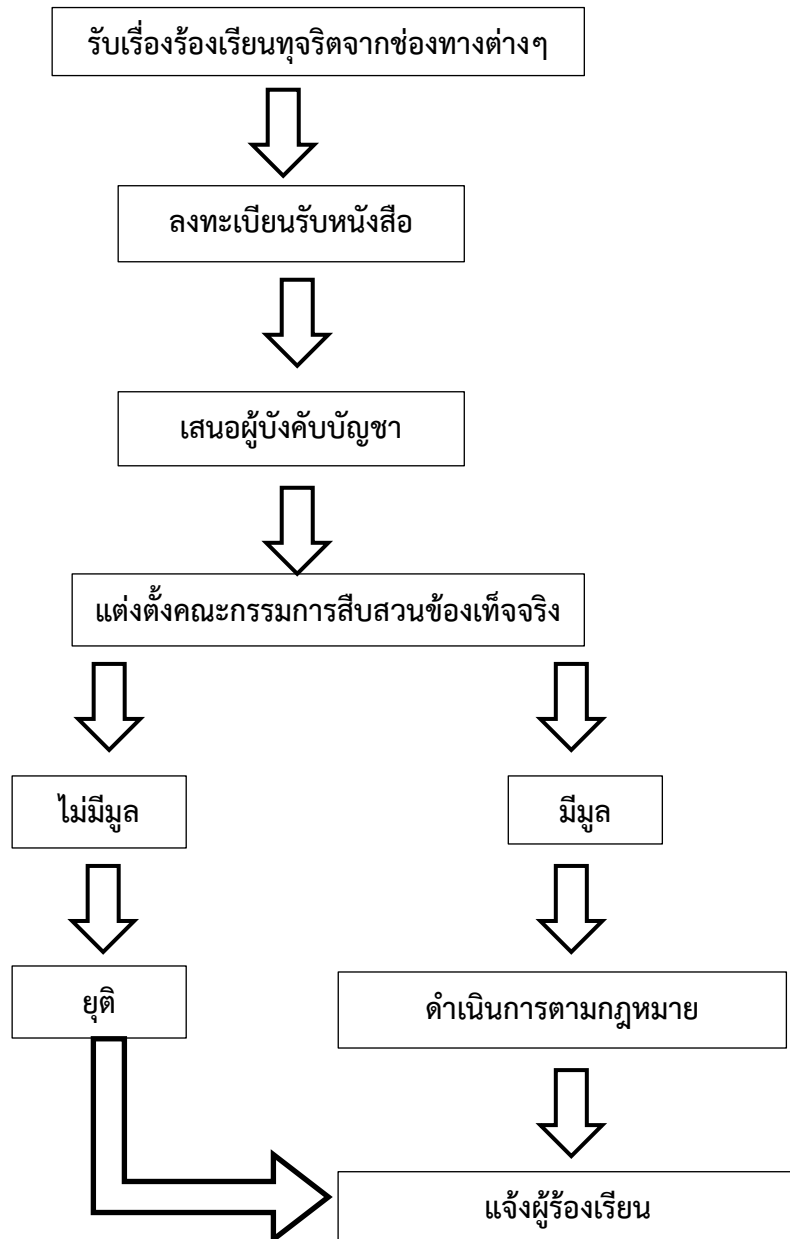 รับเรื่องร้องเรียนทุจริตจากช่องทางต่างๆ
ลงทะเบียนรับหนังสือ
เสนอผู้บังคับบัญชา
แต่งตั้งคณะกรรมการสืบสวนข้องเท็จจริง
ไม่มีมูล
มีมูล
ยุติ
ดำเนินการตามกฎหมาย
แจ้งผู้ร้องเรียน